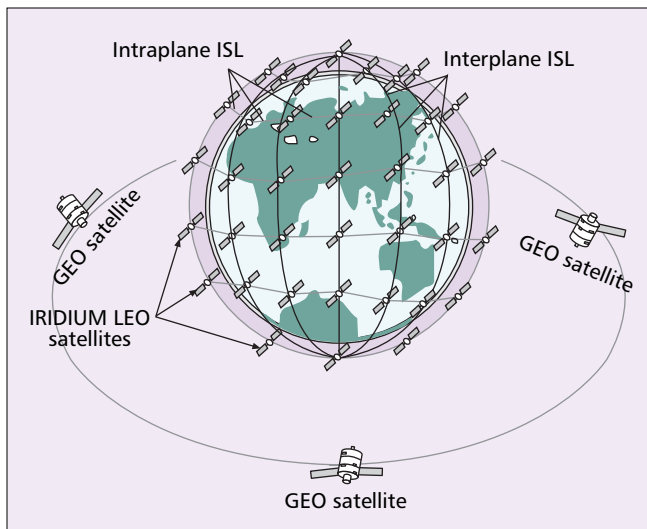 Intraplane ISL
Interplane ISL
GEO satellite
GEO satellite
IRIDIUM LEO
satellites
GEO satellite